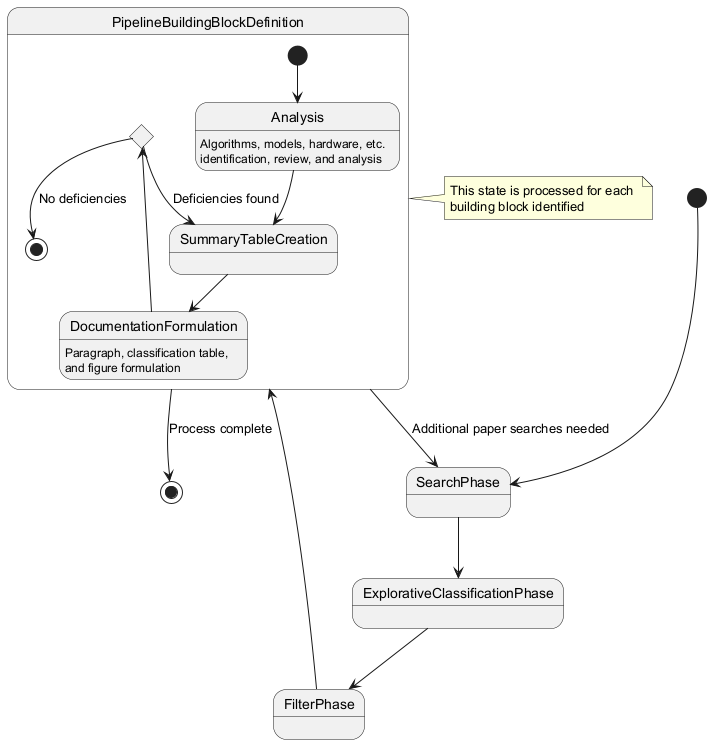 PipelineBuildingBlockDefinition
Analysis
Algorithms, models, hardware, etc.
identification, review, and analysis
No deficiencies
Deficiencies found
This state is processed for each
building block identified
SummaryTableCreation
DocumentationFormulation
Paragraph, classification table,
and figure formulation
Process complete
Additional paper searches needed
SearchPhase
ExplorativeClassificationPhase
FilterPhase